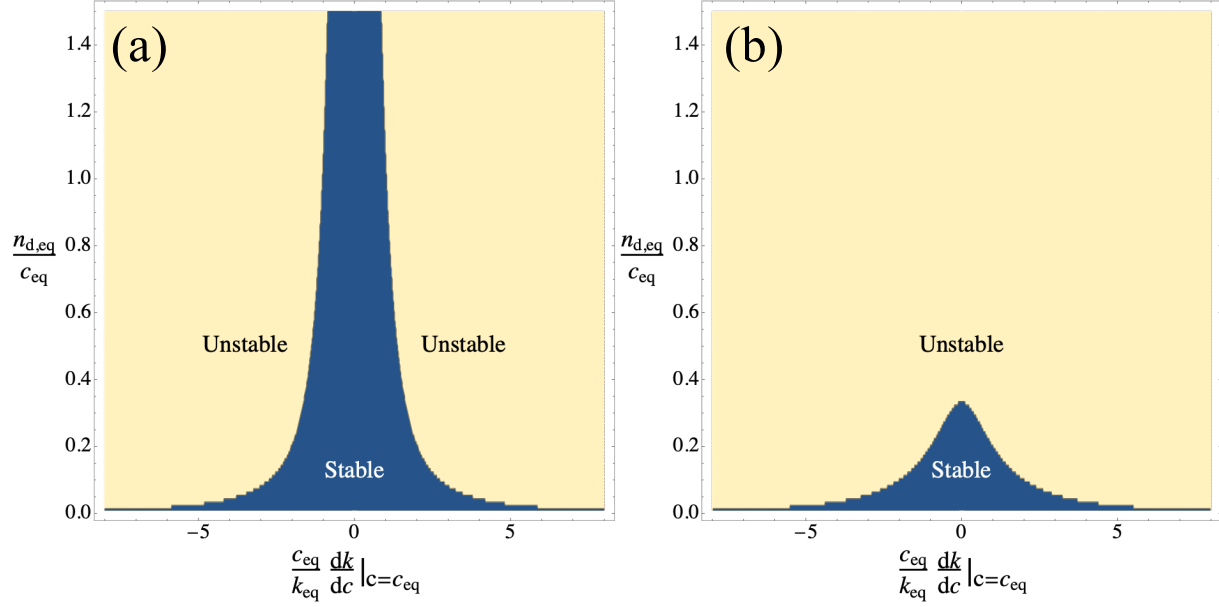 (a)
1.4
1.2
1.0
0.8
0.6
0.4
0.2
0.0
n_d,eq
c_eq
Unstable
Unstable
Stable
−5
0
5
c_eq dk
k_eq dc |c=c_eq
(b)
1.4
1.2
1.0
0.8
0.6
0.4
0.2
0.0
n_d,eq
c_eq
Unstable
Stable
−5
0
5
c_eq dk
k_eq dc |c=c_eq